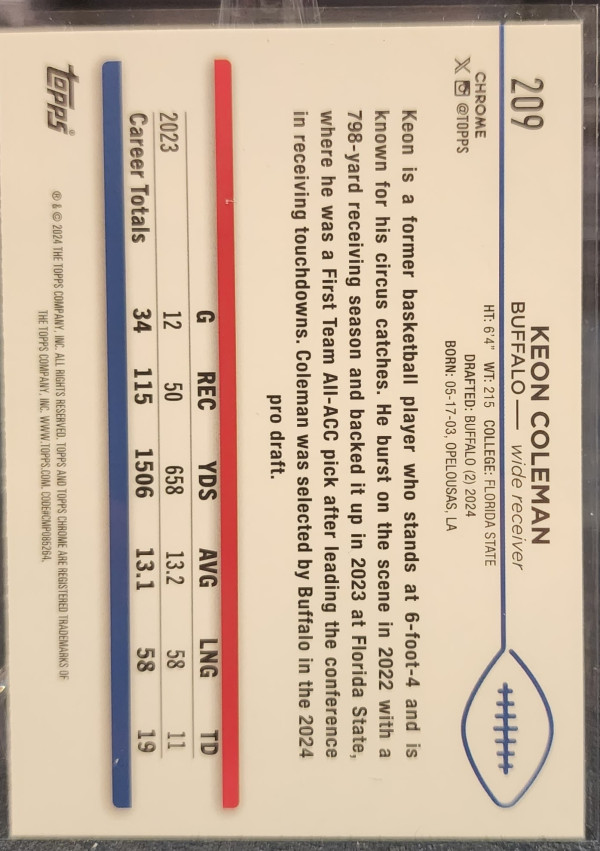 209
KEON COLEMAN
BUFFALO — wide receiver
CHROME
X @TOPPS
HT: 6'4" WT: 215 COLLEGE: FLORIDA STATE
DRAFTED: BUFFALO (2) 2024
BORN: 05-17-03, OPELOUSAS, LA
Keon is a former basketball player who stands at 6-foot-4 and is
known for his circus catches. He burst on the scene in 2022 with a
798-yard receiving season and backed it up in 2023 at Florida State,
where he was a First Team All-ACC pick after leading the conference
in receiving touchdowns. Coleman was selected by Buffalo in the 2024
pro draft.
G REC YDS AVG LNG TD
2023 12 50 658 13.2 58 11
Career Totals 34 115 1506 13.1 58 19
topps
® & © 2024 THE TOPPS COMPANY, INC. ALL RIGHTS RESERVED. TOPPS AND TOPPS CHROME ARE REGISTERED TRADEMARKS OF
THE TOPPS COMPANY, INC. WWW.TOPPS.COM. CODE#CMP086264.